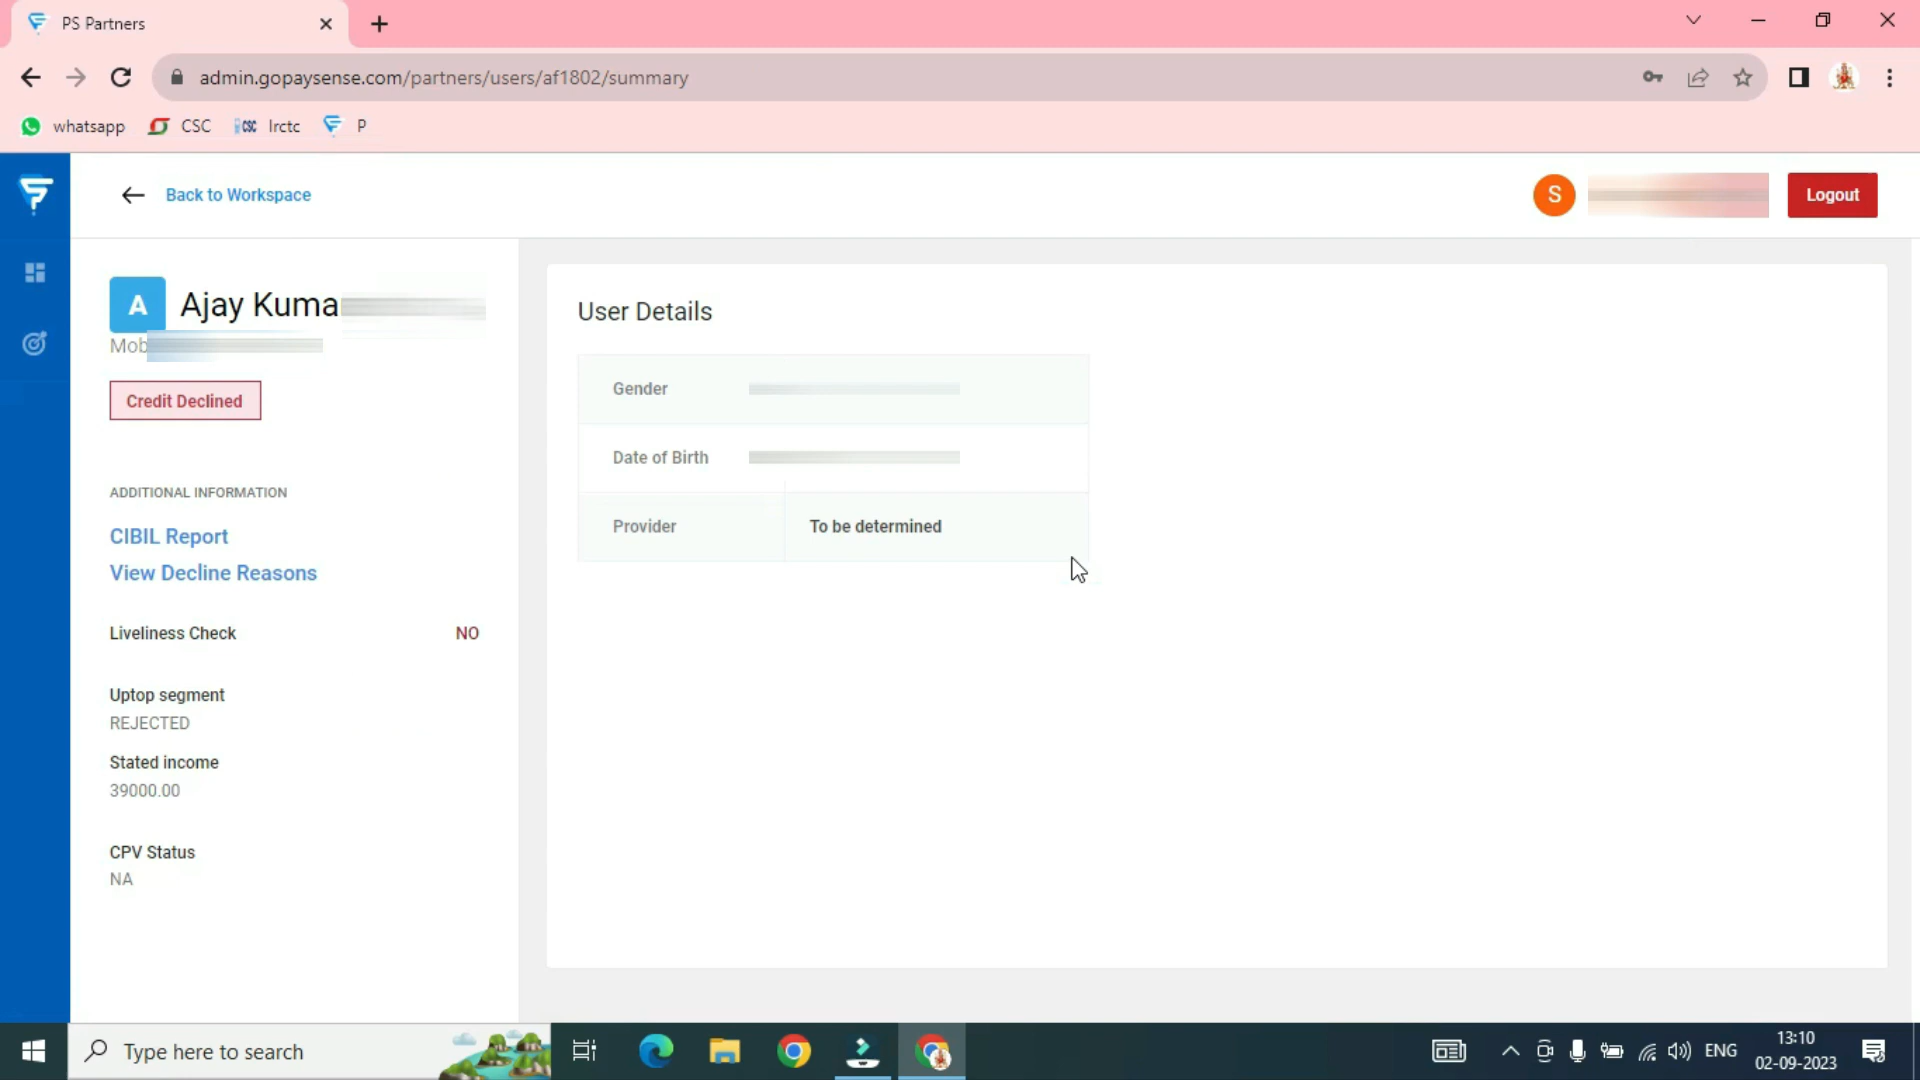 PS Partners
admin.gopaysense.com/partners/users/af1802/summary
whatsapp CSC CSC Irctc P
Back to Workspace
S
Logout
A Ajay Kuma
Mob
Credit Declined
ADDITIONAL INFORMATION
CIBIL Report
View Decline Reasons
Liveliness Check NO
Uptop segment
REJECTED
Stated income
39000.00
CPV Status
NA
User Details
Gender
Date of Birth
Provider To be determined
Type here to search
ENG
13:10
02-09-2023